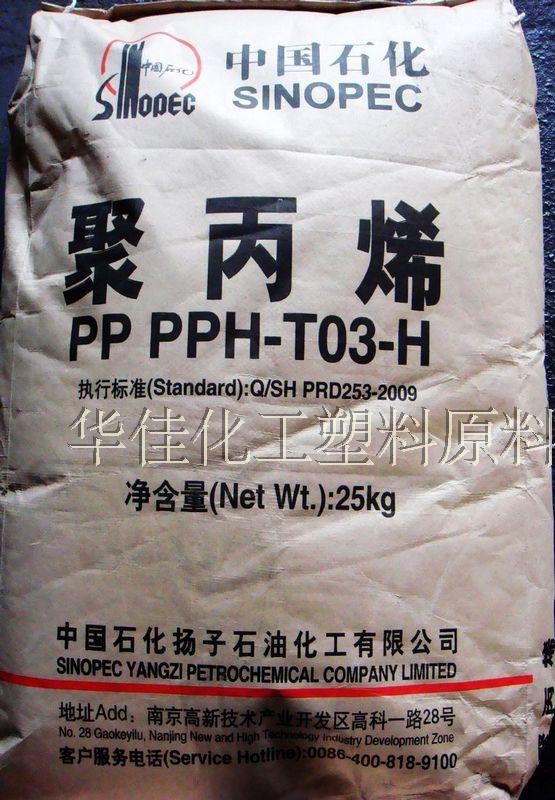 中国石化
SINOPEC
中国石化
SINOPEC
聚丙烯
PP PPH-T03-H
执行标准(Standard):Q/SH PRD253-2009
华佳化工塑料原料
净含量(Net Wt.):25kg
中国石化扬子石油化工有限公司
SINOPEC YANGZI PETROCHEMICAL COMPANY LIMITED
地址Add: 南京高新技术产业开发区高科一路28号
No. 28 Gaokeyilu, Nanjing New and High Technology Industry Development Zone
客户服务电话(Service Hotline):0086-400-818-9100